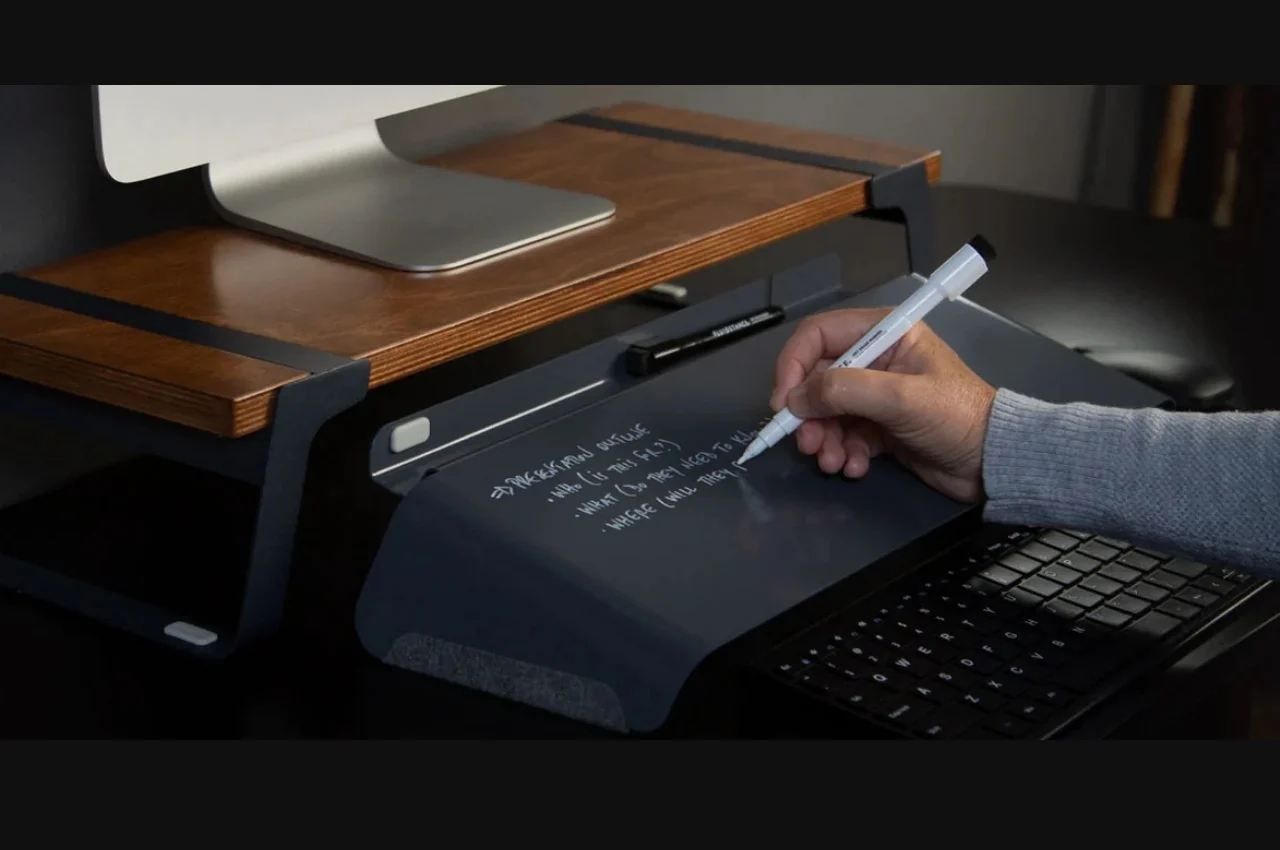 ⇒ PRESENTATION OUTLINE
· WHO (IS THIS FOR?)
· WHAT (DO THEY NEED TO
· WHERE (WILL THEY
Q W E R T Y
A S D F G H
Z X C V B N